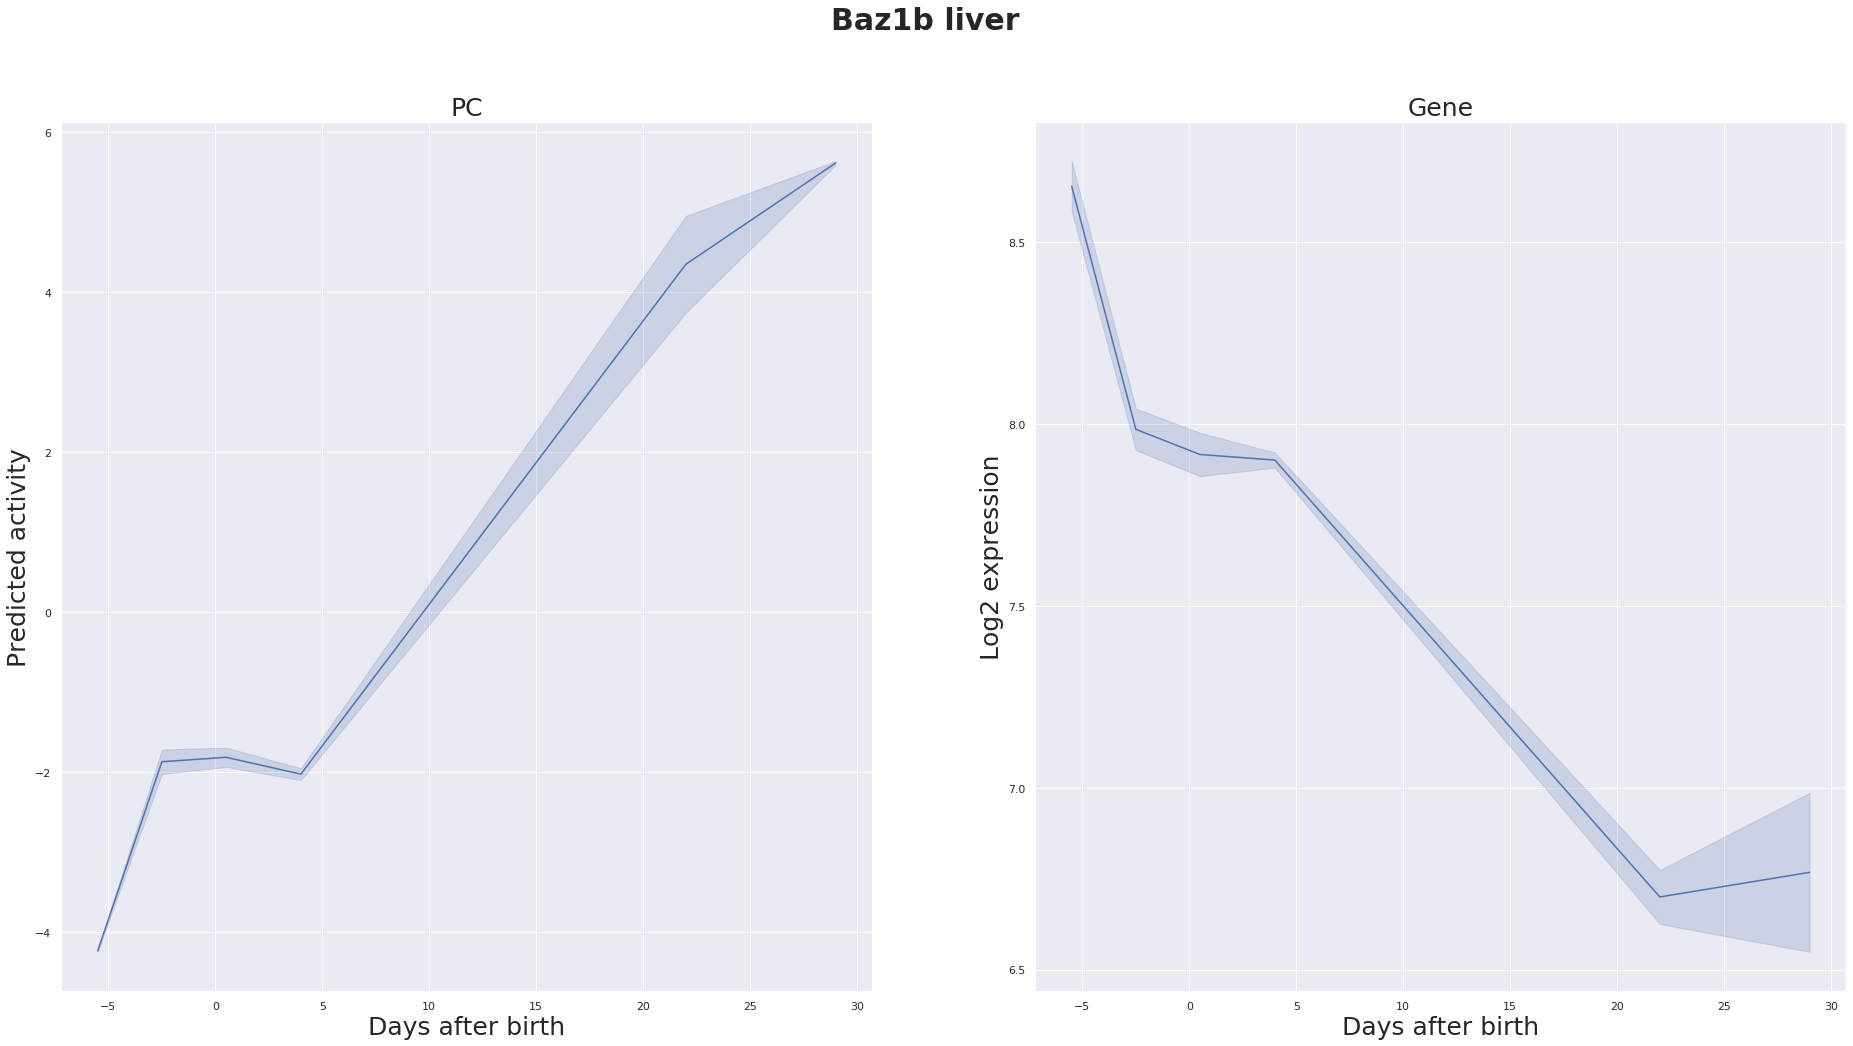 Baz1b liver
PC
Predicted activity
6
4
2
0
−2
−4
−5 0 5 10 15 20 25 30
Days after birth
Gene
Log2 expression
8.5
8.0
7.5
7.0
6.5
−5 0 5 10 15 20 25 30
Days after birth